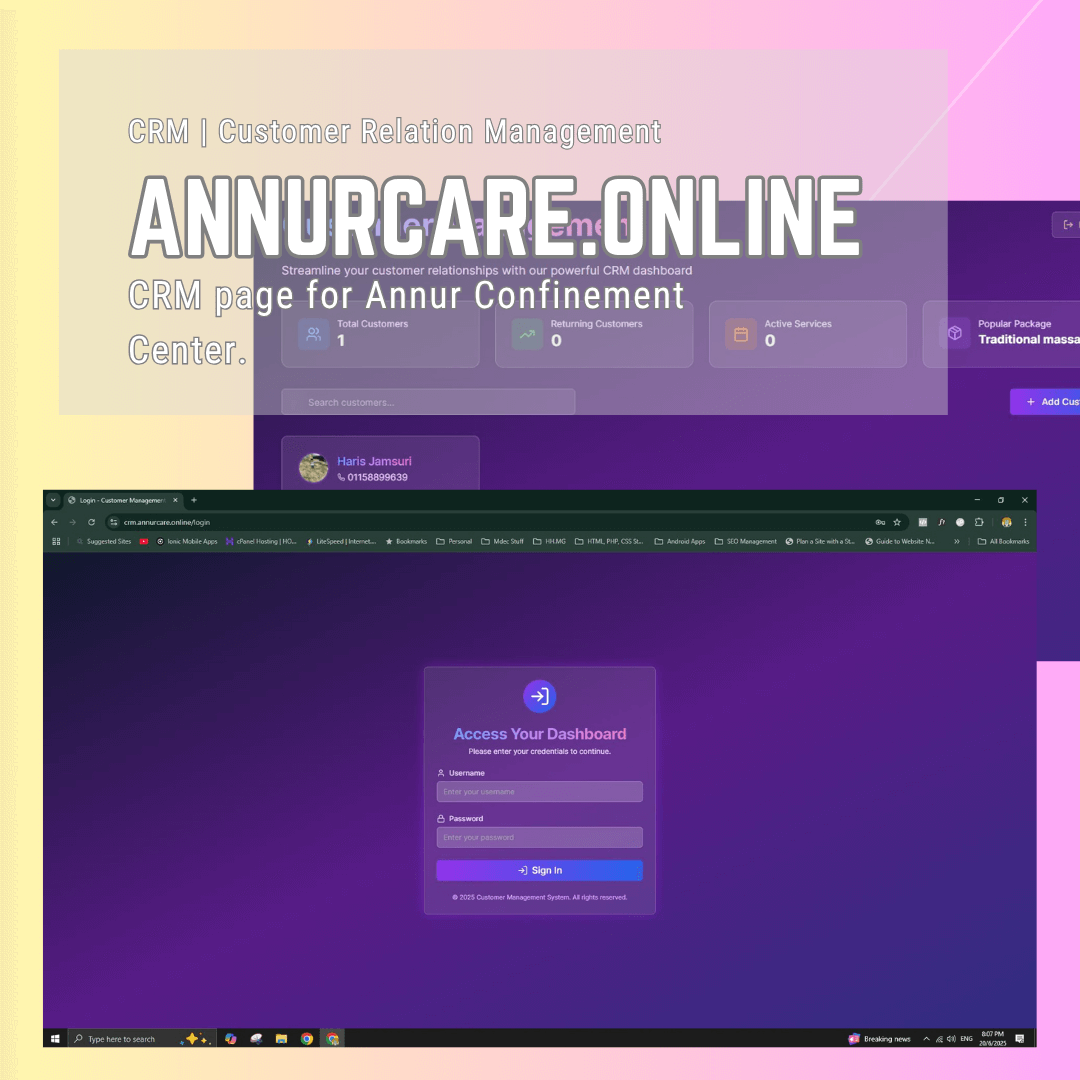 CRM | Customer Relation Management
ANNURCARE.ONLINE
Streamline your customer relationships with our powerful CRM dashboard
CRM page for Annur Confinement
Center.
Total Customers
1
Returning Customers
0
Active Services
0
Popular Package
Traditional massa
Search customers...
+ Add Cus
Haris Jamsuri
01158899639
Login - Customer Management
crm.annurcare.online/login
Suggested Sites Ionic Mobile Apps cPanel Hosting | HO... LiteSpeed | Internet... Bookmarks Personal Mdec Stuff HH.MG HTML, PHP, CSS St... Android Apps SEO Management Plan a Site with a St... Guide to Website N... » All Bookmarks
Access Your Dashboard
Please enter your credentials to continue.
Username
Enter your username
Password
Enter your password
Sign In
© 2025 Customer Management System. All rights reserved.
Type here to search
Breaking news
ENG
8:07 PM
20/6/2025